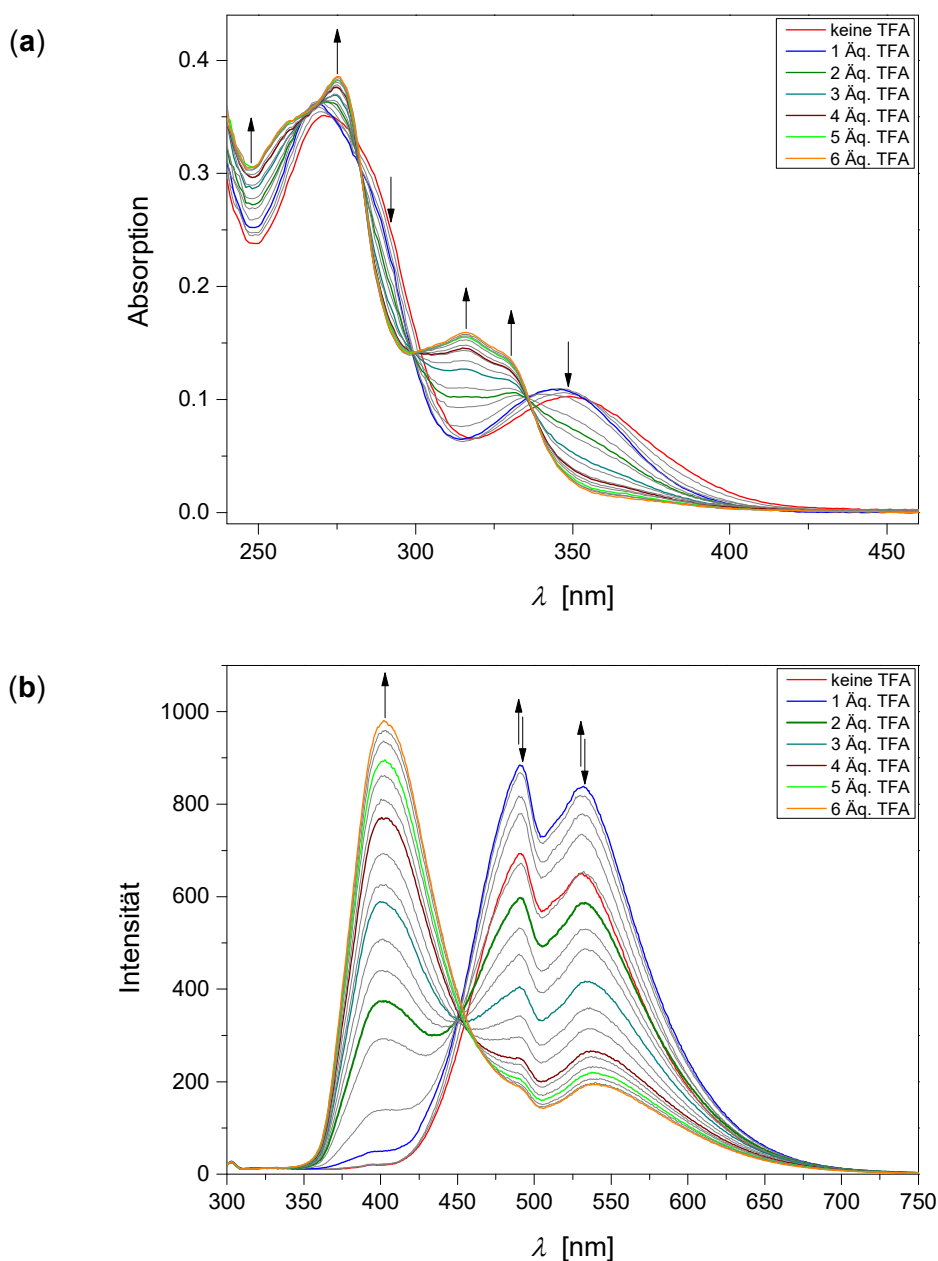 (a)
0.4
0.3
0.2
0.1
0.0
Absorption
250 300 350 400 450
λ [nm]
keine TFA
1 Äq. TFA
2 Äq. TFA
3 Äq. TFA
4 Äq. TFA
5 Äq. TFA
6 Äq. TFA
(b)
1000
800
600
400
200
0
Intensität
300 350 400 450 500 550 600 650 700 750
λ [nm]
keine TFA
1 Äq. TFA
2 Äq. TFA
3 Äq. TFA
4 Äq. TFA
5 Äq. TFA
6 Äq. TFA